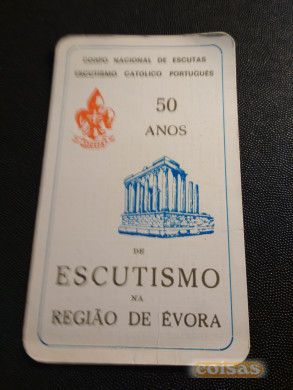 CORPO NACIONAL DE ESCUTAS
ESCUTISMO CATÓLICO PORTUGUÊS
50
ANOS
DE
ESCUTISMO
NA
REGIÃO DE ÉVORA
coisas